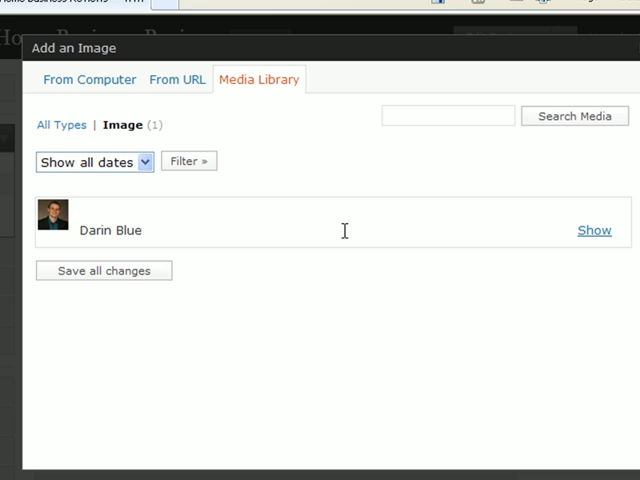 Add an Image
From Computer From URL Media Library
All Types | Image (1)
Search Media
Show all dates Filter »
Darin Blue Show
Save all changes